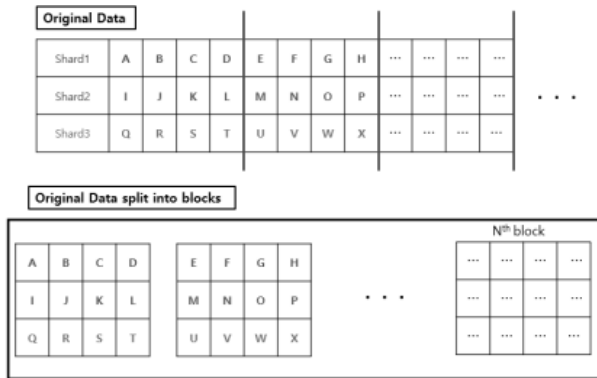 Original Data
Shard1 A B C D E F G H ... ... ... ...
Shard2 I J K L M N O P ... ... ... ... . . .
Shard3 Q R S T U V W X ... ... ... ...
Original Data split into blocks
Nth block
A B C D E F G H ... ... ... ...
I J K L M N O P . . . ... ... ... ...
Q R S T U V W X ... ... ... ...